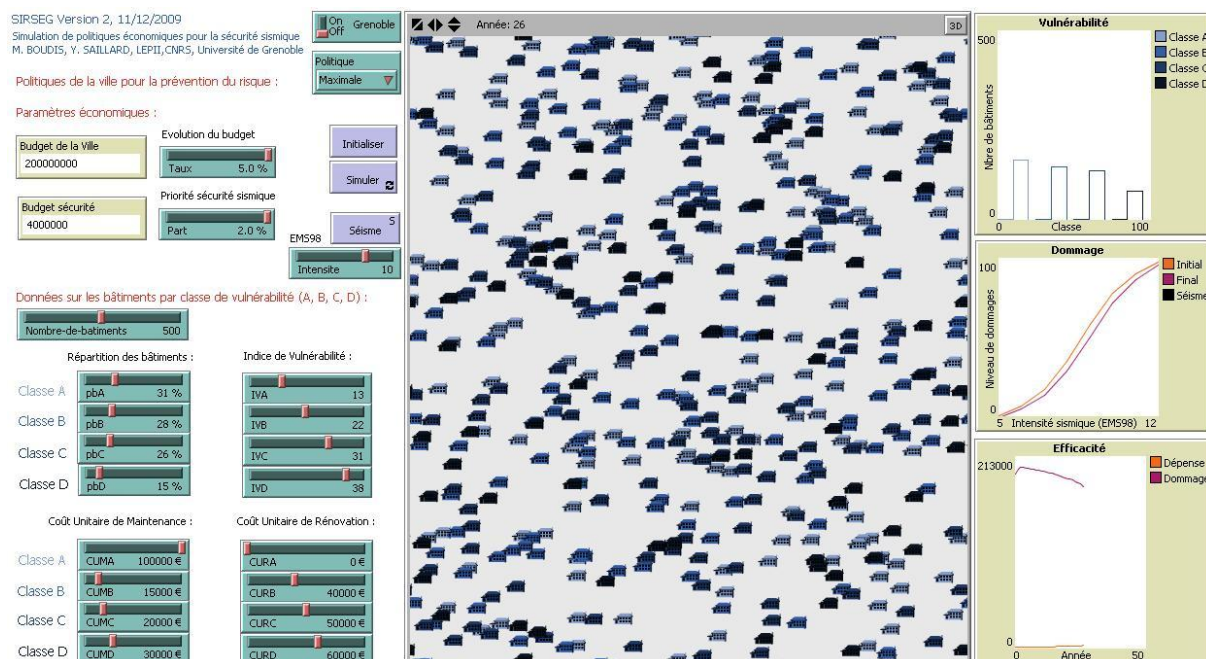 SIRSEG Version 2, 11/12/2009
Simulation de politiques économiques pour la sécurité sismique
M. BOUDIS, Y. SAILLARD, LEPII,CNRS, Université de Grenoble
On
Off
Grenoble
Politique
Maximale
Politiques de la ville pour la prévention du risque :
Paramètres économiques :
Budget de la Ville
200000000
Evolution du budget
Taux 5.0 %
Initialiser
Simuler
Budget sécurité
4000000
Priorité sécurité sismique
Part 2.0 %
S
Séisme
EMS98
Intensite 10
Données sur les bâtiments par classe de vulnérabilité (A, B, C, D) :
Nombre-de-batiments 500
Répartition des bâtiments :
Classe A
pbA 31 %
Classe B
pbB 28 %
Classe C
pbC 26 %
Classe D
pbD 15 %
Indice de Vulnérabilité :
IVA 13
IVB 22
IVC 31
IVD 38
Coût Unitaire de Maintenance :
Classe A
CUMA 100000 €
Classe B
CUMB 15000 €
Classe C
CUMC 20000 €
Classe D
CUMD 30000 €
Coût Unitaire de Rénovation :
CURA 0 €
CURB 40000 €
CURC 50000 €
CURD 60000 €
Année: 26
3D
Vulnérabilité
500
Nbre de bâtiments
0
0 Classe 100
Classe A
Classe B
Classe C
Classe D
Dommage
100
Niveau de dommages
0
5 Intensité sismique (EMS98) 12
Initial
Final
Séisme
Efficacité
213000
0
0 Année 50
Dépense
Dommage